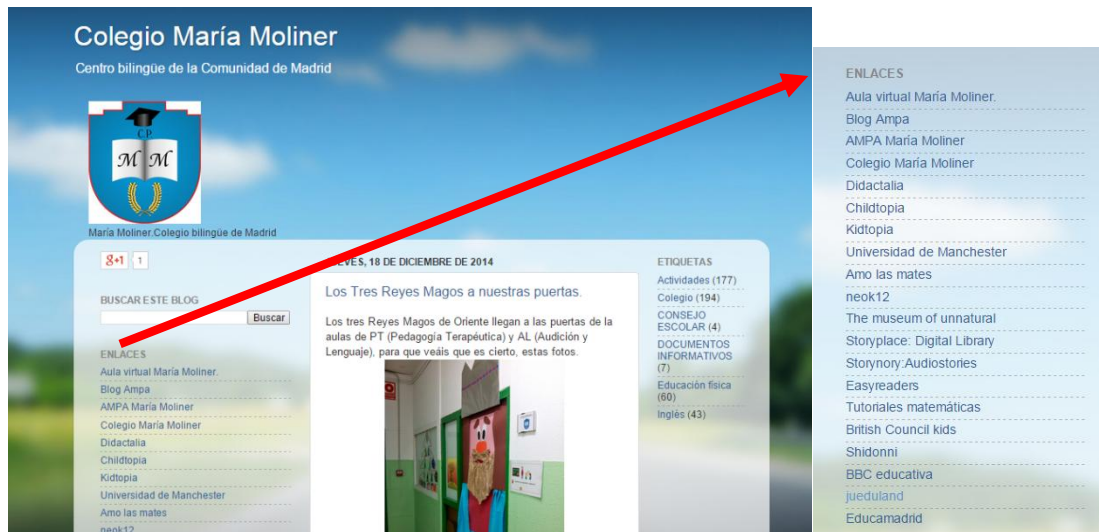 Colegio María Moliner
Centro bilingüe de la Comunidad de Madrid
C.P.
M M
María Moliner.Colegio bilingüe de Madrid
g+1 1
BUSCAR ESTE BLOG
Buscar
ENLACES
Aula virtual María Moliner.
Blog Ampa
AMPA María Moliner
Colegio María Moliner
Didactalia
Childtopia
Kidtopia
Universidad de Manchester
Amo las mates
neok12
18 DE DICIEMBRE DE 2014
Los Tres Reyes Magos a nuestras puertas.
Los tres Reyes Magos de Oriente llegan a las puertas de la
aulas de PT (Pedagogía Terapéutica) y AL (Audición y
Lenguaje), para que veáis que es cierto, estas fotos.
ETIQUETAS
Actividades (177)
Colegio (194)
CONSEJO
ESCOLAR (4)
DOCUMENTOS
INFORMATIVOS
(7)
Educación física
(60)
Inglés (43)
ENLACES
Aula virtual María Moliner.
Blog Ampa
AMPA María Moliner
Colegio María Moliner
Didactalia
Childtopia
Kidtopia
Universidad de Manchester
Amo las mates
neok12
The museum of unnatural
Storyplace: Digital Library
Storynory:Audiostories
Easyreaders
Tutoriales matemáticas
British Council kids
Shidonni
BBC educativa
jueduland
Educamadrid